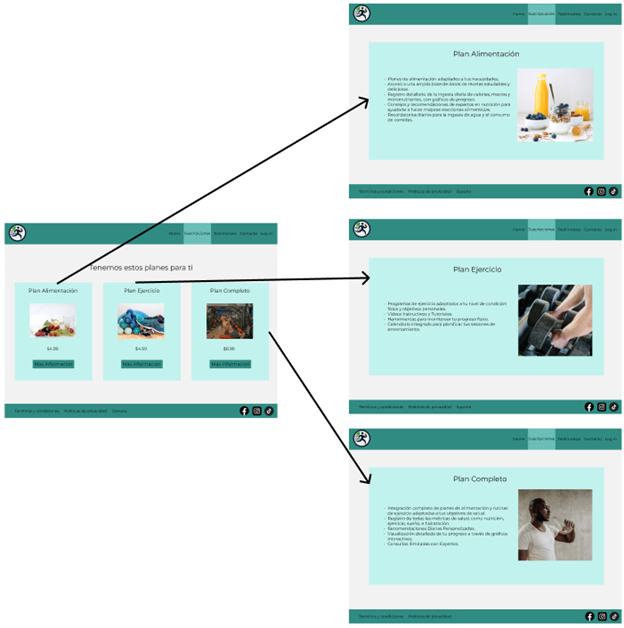 Home Suscripciones Testimonios Contacto Log in
Tenemos estos planes para ti
Plan Alimentación
$4.99
Más información
Plan Ejercicio
$4.99
Más información
Plan Completo
$8.99
Más información
Términos y condiciones Políticas de privacidad Soporte
Home Suscripciones Testimonios Contacto Log in
Plan Alimentación
- Planes de alimentación adaptados a tus necesidades.
- Acceso a una amplia base de datos de recetas saludables y
deliciosas.
- Registro detallado de tu ingesta diaria de calorías, macros y
micronutrientes, con gráficos de progreso.
- Consejos y recomendaciones de expertos en nutrición para
ayudarte a hacer mejores elecciones alimenticias.
- Recordatorios diarios para la ingesta de agua y el consumo
de comidas.
Términos y condiciones Políticas de privacidad Soporte
Home Suscripciones Testimonios Contacto Log in
Plan Ejercicio
- Programas de ejercicio adaptados a tu nivel de condición
física y objetivos personales.
- Videos Instructivos y Tutoriales.
- Herramientas para monitorear tu progreso físico.
- Calendario integrado para planificar tus sesiones de
entrenamiento.
Términos y condiciones Políticas de privacidad Soporte
Home Suscripciones Testimonios Contacto Log in
Plan Completo
- Integración completa de planes de alimentación y rutinas
de ejercicio adaptadas a tus objetivos de salud.
- Registro de todas las métricas de salud, como nutrición,
ejercicio, sueño, e hidratación.
- Recomendaciones Diarias Personalizadas.
- Visualización detallada de tu progreso a través de gráficos
interactivos.
- Consultas Ilimitadas con Expertos.
Términos y condiciones Políticas de privacidad